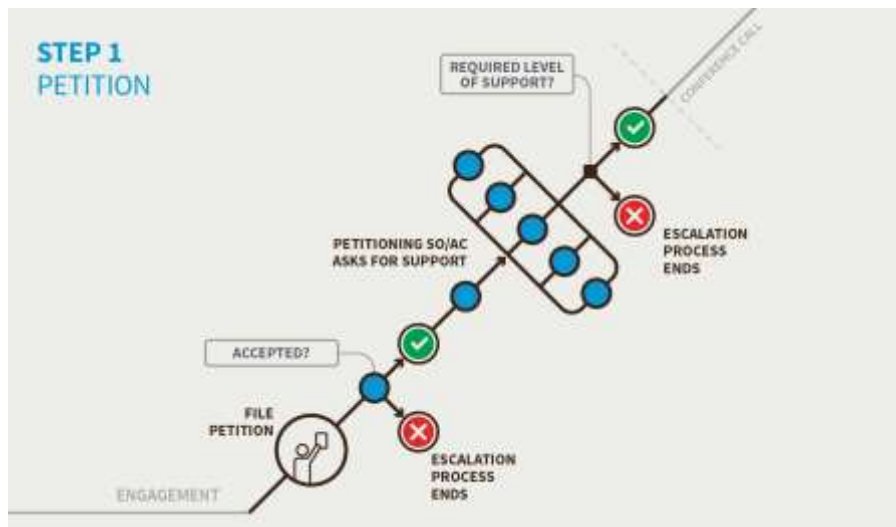 STEP 1
PETITION
REQUIRED LEVEL
OF SUPPORT?
CONFERENCE CALL
PETITIONING SO/AC
ASKS FOR SUPPORT
ESCALATION
PROCESS
ENDS
ACCEPTED?
FILE
PETITION
ESCALATION
PROCESS
ENDS
ENGAGEMENT